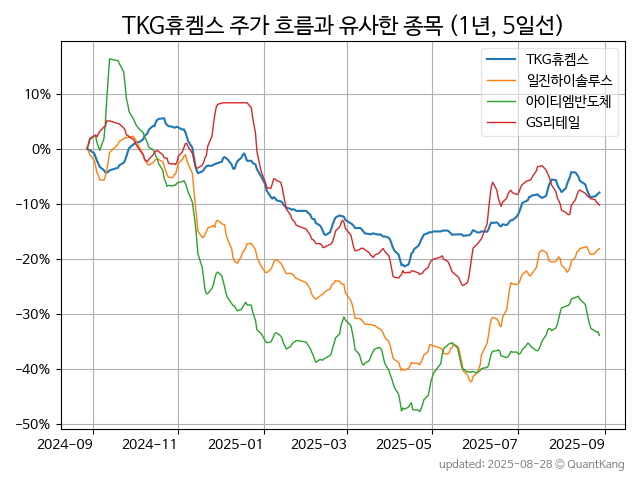 TKG휴켐스 주가 흐름과 유사한 종목 (1년, 5일선)
TKG휴켐스
일진하이솔루스
아이티엠반도체
GS리테일
10%
0%
−10%
−20%
−30%
−40%
−50%
2024-09 2024-11 2025-01 2025-03 2025-05 2025-07 2025-09
updated: 2025-08-28 © QuantKang